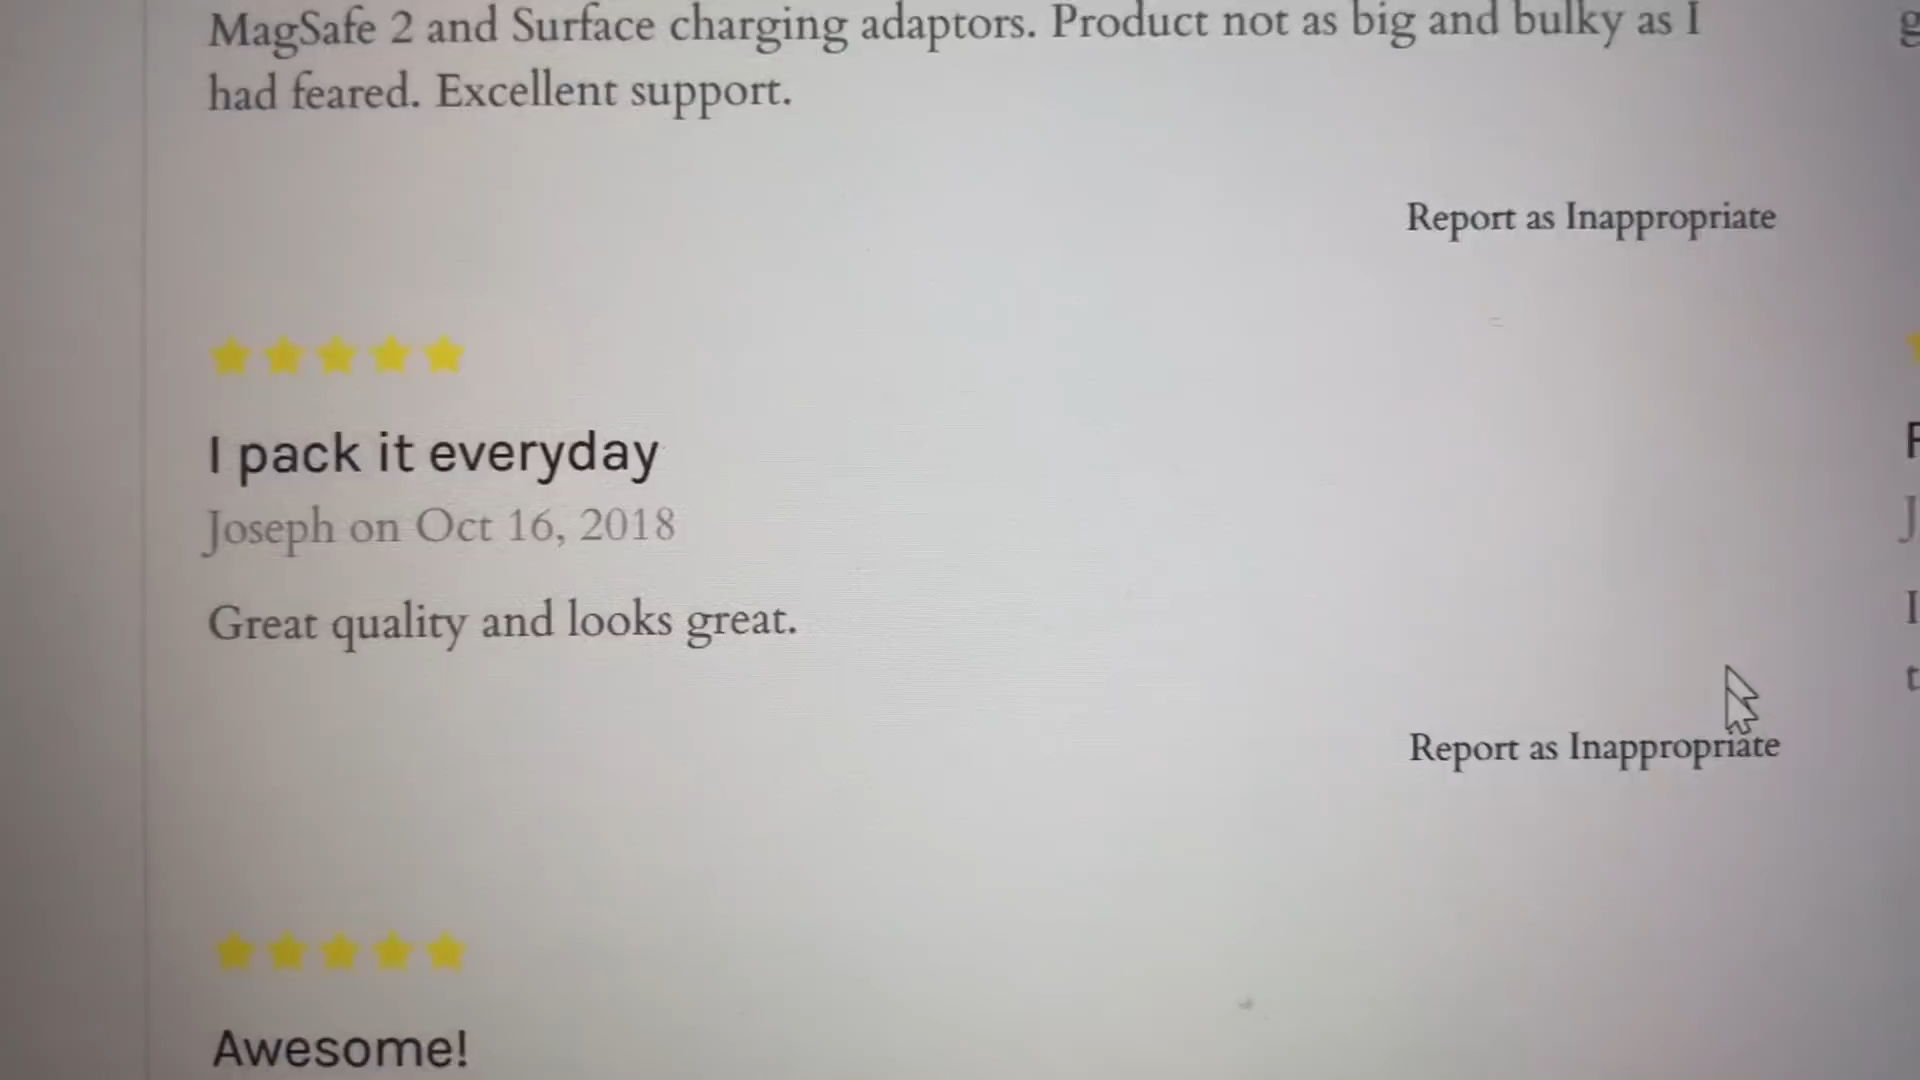 MagSafe 2 and Surface charging adaptors. Product not as big and bulky as I
had feared. Excellent support.
Report as Inappropriate
I pack it everyday
Joseph on Oct 16, 2018
Great quality and looks great.
Report as Inappropriate
Awesome!